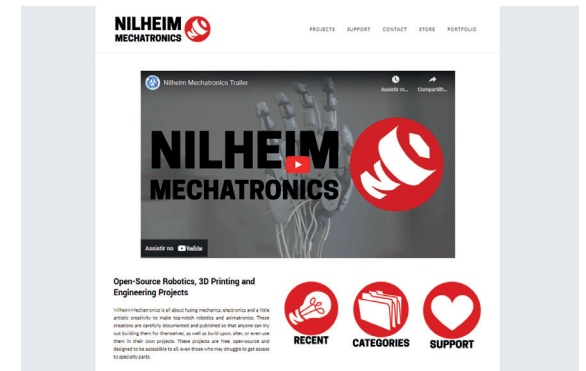 NILHEIM
MECHATRONICS
PROJECTS SUPPORT CONTACT STORE PORTFOLIO
Nilheim Mechatronics Trailer
Assistir m... Compartilh...
NILHEIM
MECHATRONICS
Assistir no YouTube
Open-Source Robotics, 3D Printing and
Engineering Projects
Nilheim Mechatronics is all about fusing mechanics, electronics and a little
artistic creativity to make top-notch robotics and animatronics. These
creations are carefully documented and published so that anyone can try
out building them for themselves, as well as build upon, alter, or even use
them in their own projects. These projects are free, open-source and
designed to be accessible to all, even those who may struggle to get access
to specialty parts.
RECENT CATEGORIES SUPPORT